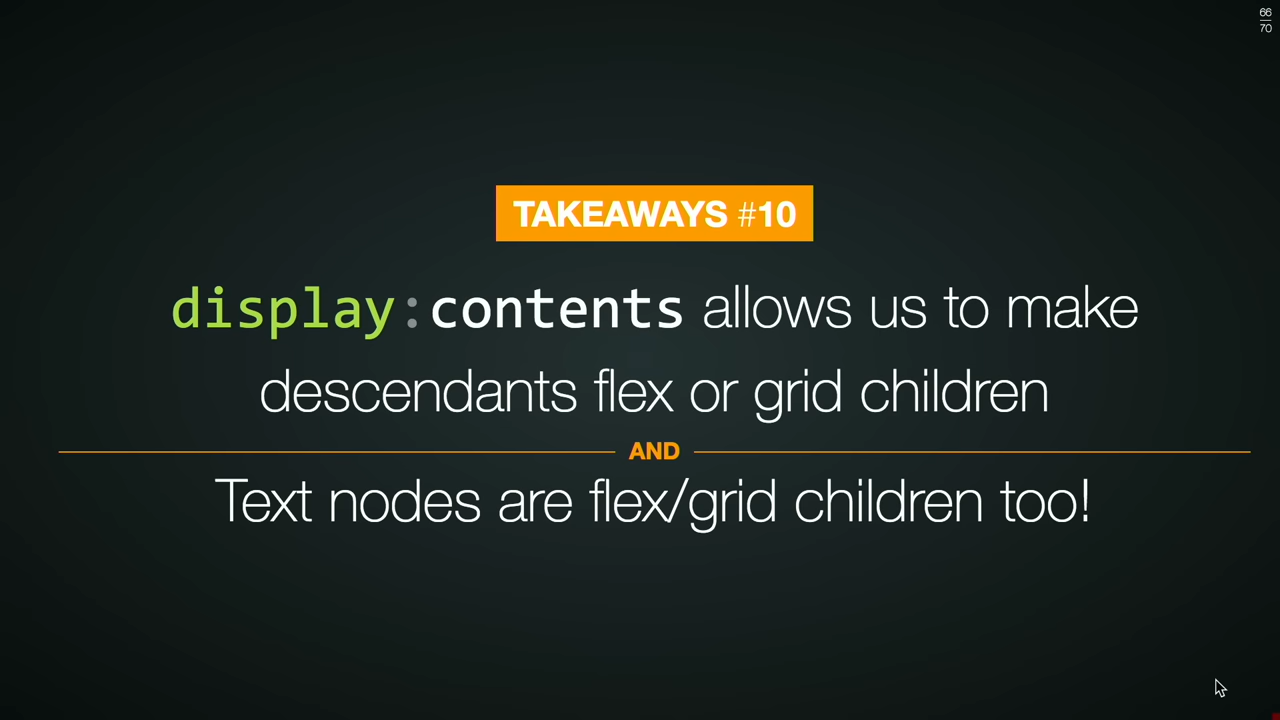 66
70
TAKEAWAYS #10
display:contents allows us to make
descendants flex or grid children
AND
Text nodes are flex/grid children too!